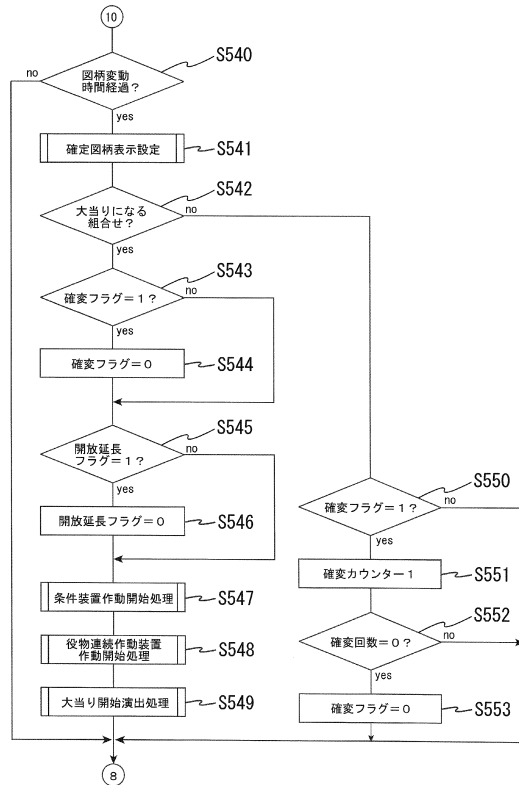 10
S540
no
図柄変動
時間経過？
yes
確定図柄表示設定
S541
S542
大当りになる
組合せ？
no
yes
S543
確変フラグ＝１？
no
yes
確変フラグ＝０
S544
S545
開放延長
フラグ＝１？
no
yes
開放延長フラグ＝０
S546
条件装置作動開始処理
S547
役物連続作動装置
作動開始処理
S548
大当り開始演出処理
S549
S550
確変フラグ＝１？
no
yes
確変カウンター１
S551
S552
確変回数＝０？
no
yes
確変フラグ＝０
S553
8